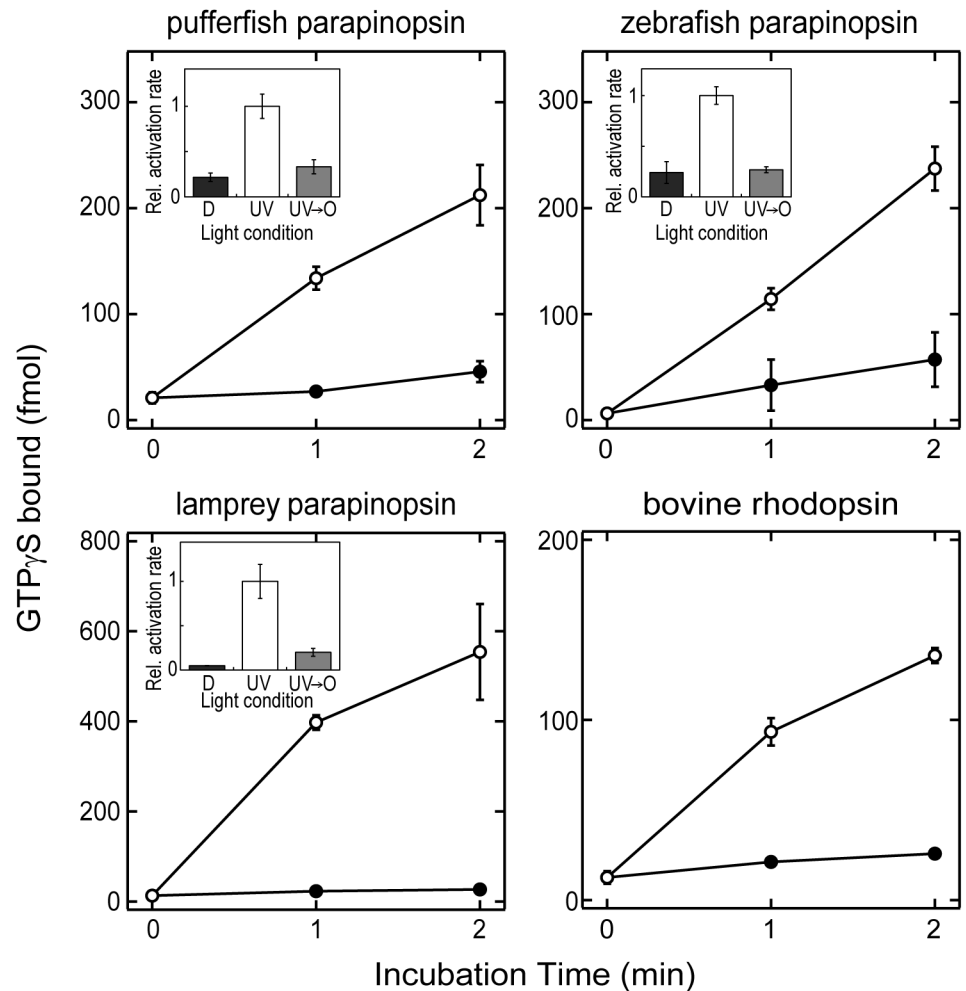 pufferfish parapinopsin
zebrafish parapinopsin
GTPγS bound (fmol)
300
200
100
0
0 1 2
Rel. activation rate
1
0
D UV UV→O
Light condition
300
200
100
0
0 1 2
Rel. activation rate
1
0
D UV UV→O
Light condition
lamprey parapinopsin
bovine rhodopsin
800
600
400
200
0
0 1 2
Rel. activation rate
1
0
D UV UV→O
Light condition
200
100
0
0 1 2
Incubation Time (min)